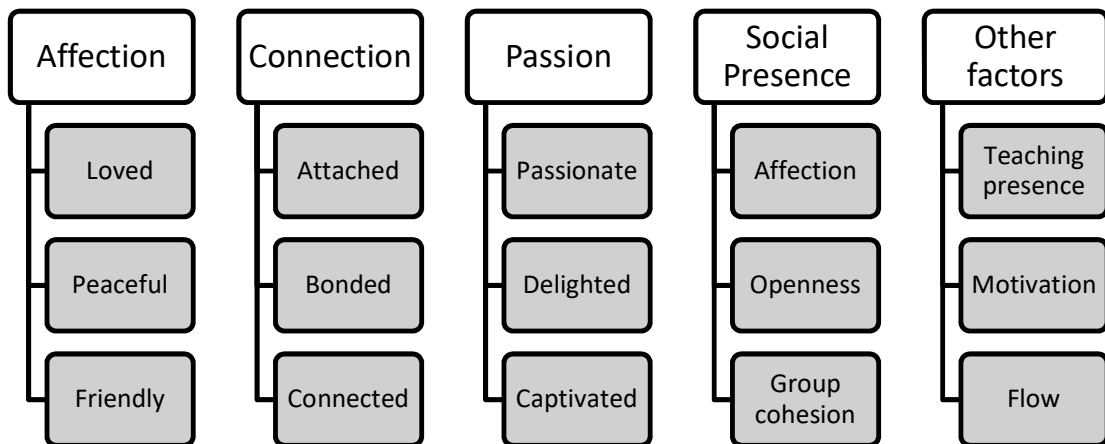 Affection
Loved
Peaceful
Friendly
Connection
Attached
Bonded
Connected
Passion
Passionate
Delighted
Captivated
Social
Presence
Affection
Openness
Group
cohesion
Other
factors
Teaching
presence
Motivation
Flow